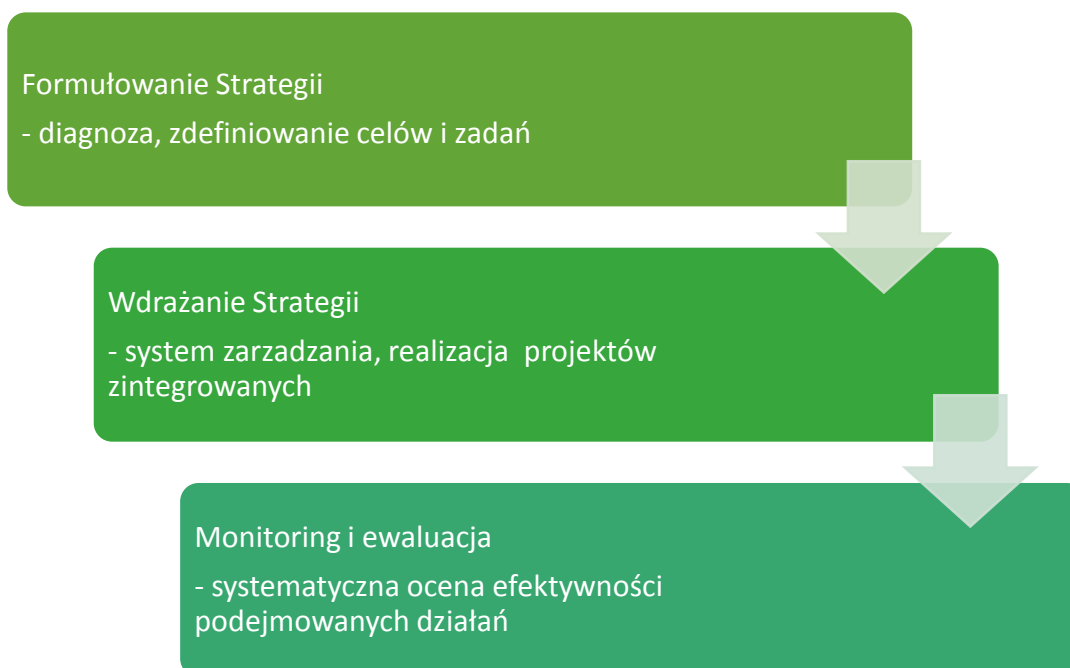 Formułowanie Strategii
- diagnoza, zdefiniowanie celów i zadań
Wdrażanie Strategii
- system zarzadzania, realizacja  projektów
zintegrowanych
Monitoring i ewaluacja
- systematyczna ocena efektywności
podejmowanych działań